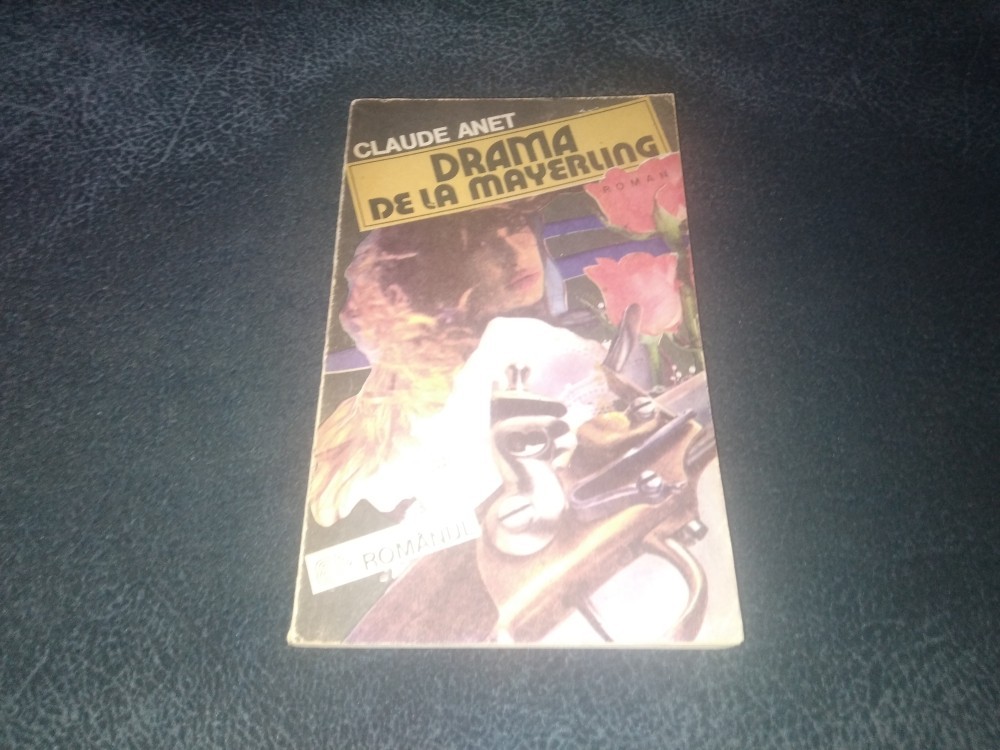 CLAUDE ANET
DRAMA
DE LA MAYERLING
ROMAN
ROMANUL